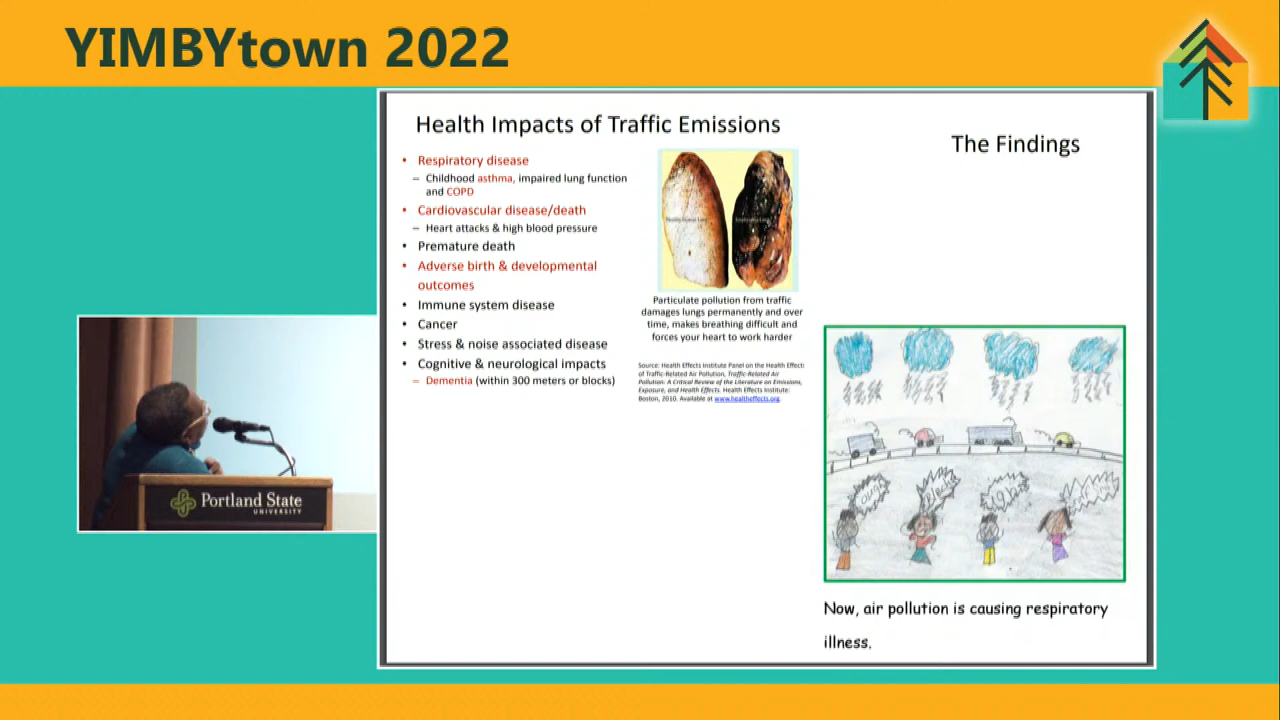 YIMBYtown 2022
Health Impacts of Traffic Emissions
• Respiratory disease
– Childhood asthma, impaired lung function
and COPD
• Cardiovascular disease/death
– Heart attacks & high blood pressure
• Premature death
• Adverse birth & developmental
outcomes
• Immune system disease
• Cancer
• Stress & noise associated disease
• Cognitive & neurological impacts
– Dementia (within 300 meters or blocks)
Particulate pollution from traffic
damages lungs permanently and over
time, makes breathing difficult and
forces your heart to work harder
Source: Health Effects Institute Panel on the Health Effects
of Traffic-Related Air Pollution, Traffic-Related Air
Pollution: A Critical Review of the Literature on Emissions,
Exposure, and Health Effects. Health Effects Institute:
Boston, 2010. Available at www.healtheffects.org.
The Findings
Now, air pollution is causing respiratory
illness.
Portland State
UNIVERSITY